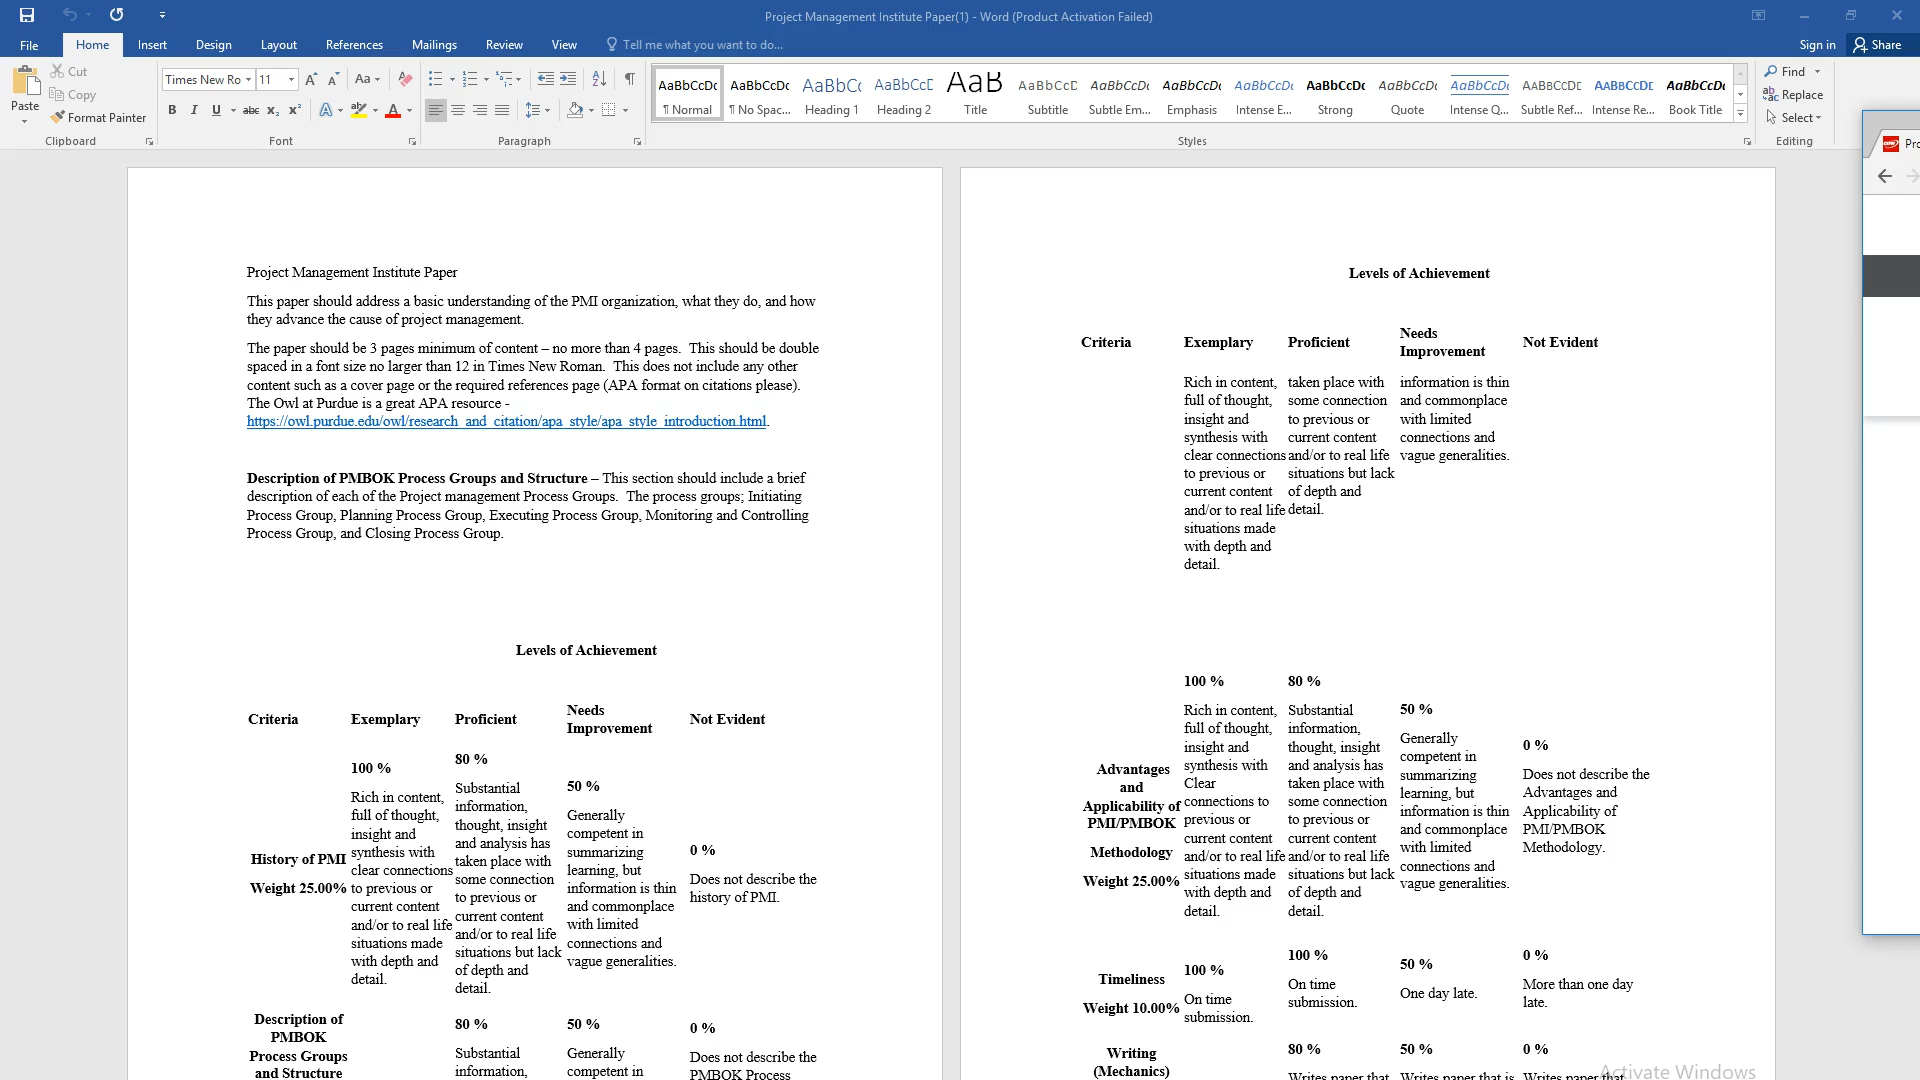 Project Management Institute Paper(1) - Word (Product Activation Failed)
File Home Insert Design Layout References Mailings Review View Tell me what you want to do... Sign in Share
Paste
Cut
Copy
Format Painter
Clipboard
Times New Ro 11
Font
Paragraph
AaBbCcDc AaBbCcDc AaBbCc AaBbCcC AaB AaBbCcC AaBbCcDc AaBbCcDc AaBbCcDc AaBbCcDc AaBbCcDc AaBbCcDc AABBCCDC AABBCCDE AaBbCcDc
¶ Normal ¶ No Spac... Heading 1 Heading 2 Title Subtitle Subtle Em... Emphasis Intense E... Strong Quote Intense Q... Subtle Ref... Intense Re... Book Title
Styles
Find
Replace
Select
Editing
Project Management Institute Paper
This paper should address a basic understanding of the PMI organization, what they do, and how
they advance the cause of project management.
The paper should be 3 pages minimum of content – no more than 4 pages.  This should be double
spaced in a font size no larger than 12 in Times New Roman.  This does not include any other
content such as a cover page or the required references page (APA format on citations please).
The Owl at Purdue is a great APA resource -
https://owl.purdue.edu/owl/research_and_citation/apa_style/apa_style_introduction.html.
Description of PMBOK Process Groups and Structure – This section should include a brief
description of each of the Project management Process Groups.  The process groups; Initiating
Process Group, Planning Process Group, Executing Process Group, Monitoring and Controlling
Process Group, and Closing Process Group.
Levels of Achievement
Criteria
Exemplary
Proficient
Needs
Improvement
Not Evident
History of PMI
Weight 25.00%
100 %
Rich in content,
full of thought,
insight and
synthesis with
clear connections
to previous or
current content
and/or to real life
situations made
with depth and
detail.
80 %
Substantial
information,
thought, insight
and analysis has
taken place with
some connection
to previous or
current content
and/or to real life
situations but lack
of depth and
detail.
50 %
Generally
competent in
summarizing
learning, but
information is thin
and commonplace
with limited
connections and
vague generalities.
0 %
Does not describe the
history of PMI.
Description of
PMBOK
Process Groups
and Structure
80 %
Substantial
information,
50 %
Generally
competent in
0 %
Does not describe the
PMBOK Process
Levels of Achievement
Criteria
Exemplary
Proficient
Needs
Improvement
Not Evident
Rich in content,
full of thought,
insight and
synthesis with
clear connections
to previous or
current content
and/or to real life
situations made
with depth and
detail.
taken place with
some connection
to previous or
current content
and/or to real life
situations but lack
of depth and
detail.
information is thin
and commonplace
with limited
connections and
vague generalities.
Advantages
and
Applicability of
PMI/PMBOK
Methodology
Weight 25.00%
100 %
Rich in content,
full of thought,
insight and
synthesis with
Clear
connections to
previous or
current content
and/or to real life
situations made
with depth and
detail.
80 %
Substantial
information,
thought, insight
and analysis has
taken place with
some connection
to previous or
current content
and/or to real life
situations but lack
of depth and
detail.
50 %
Generally
competent in
summarizing
learning, but
information is thin
and commonplace
with limited
connections and
vague generalities.
0 %
Does not describe the
Advantages and
Applicability of
PMI/PMBOK
Methodology.
Timeliness
Weight 10.00%
100 %
On time
submission.
100 %
On time
submission.
50 %
One day late.
0 %
More than one day
late.
Writing
(Mechanics)
80 %
Writes paper that
50 %
Writes paper that is
0 %
Writes paper that
Activate Windows